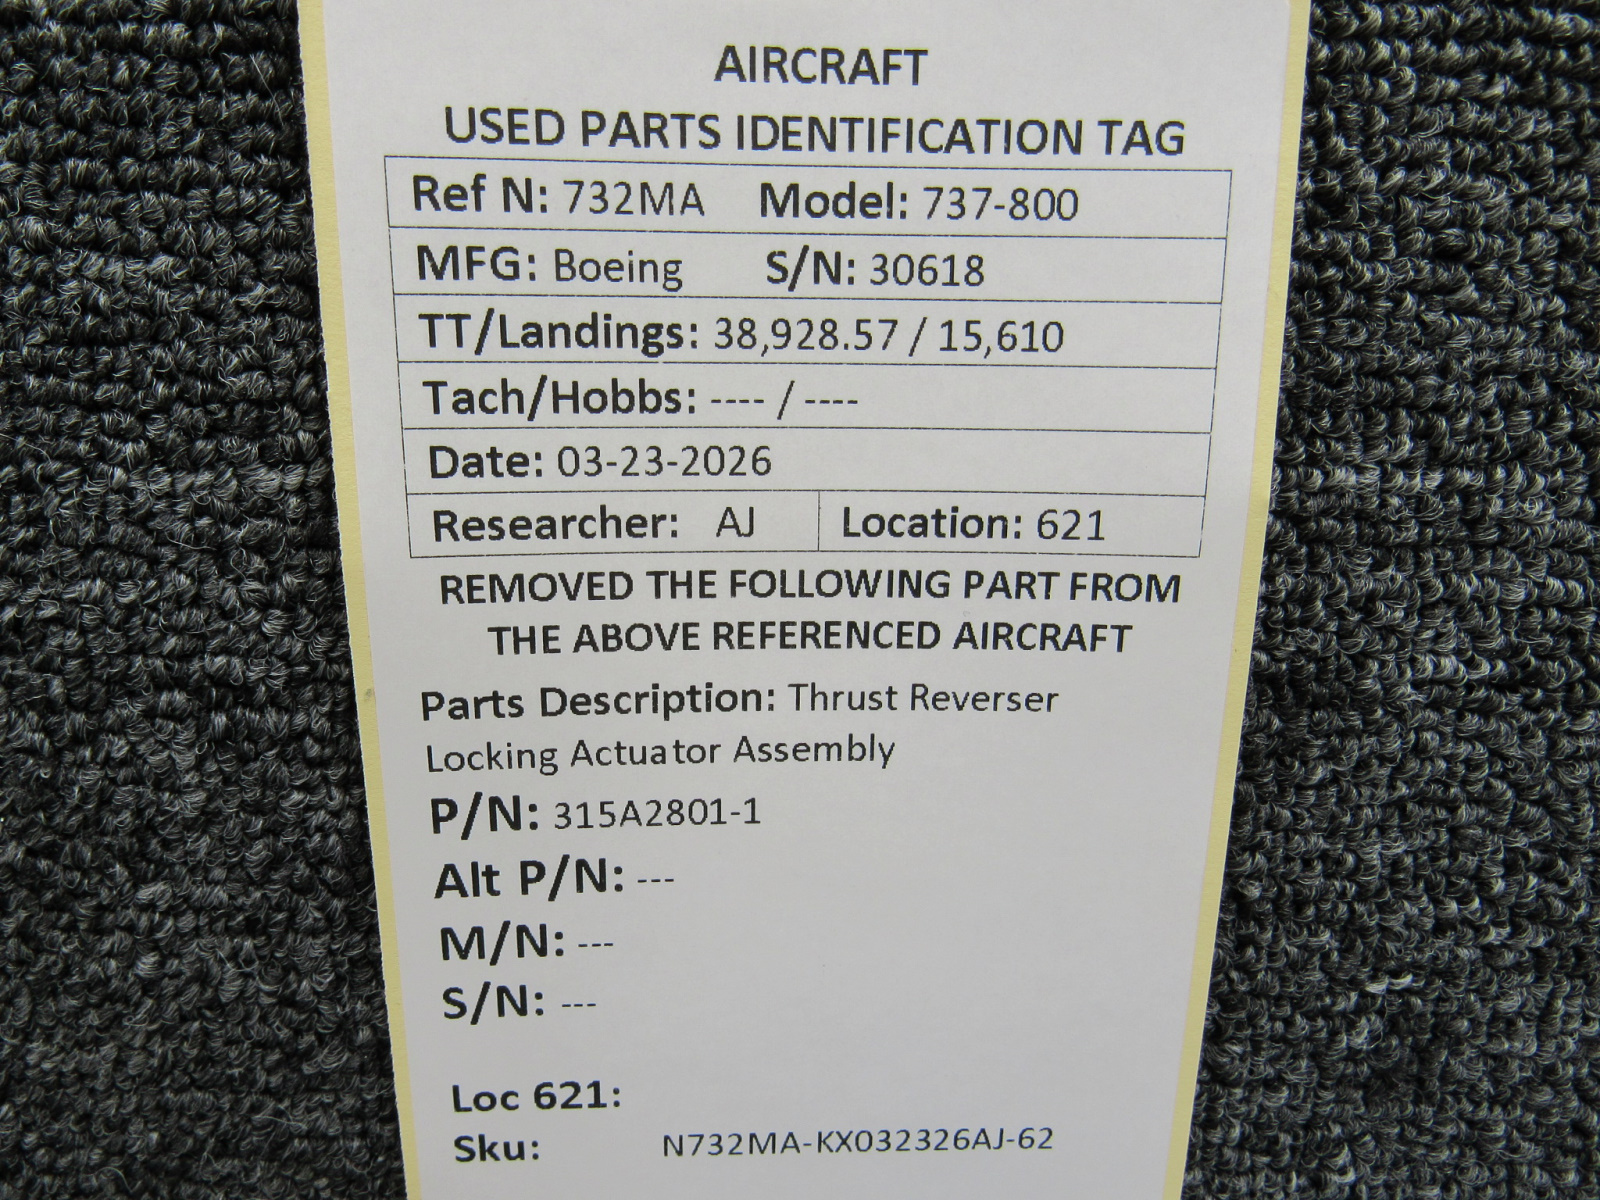 AIRCRAFT
USED PARTS IDENTIFICATION TAG
Ref N: 732MA Model: 737-800
MFG: Boeing S/N: 30618
TT/Landings: 38,928.57 / 15,610
Tach/Hobbs: ---- / ----
Date: 03-23-2026
Researcher: AJ Location: 621
REMOVED THE FOLLOWING PART FROM
THE ABOVE REFERENCED AIRCRAFT
Parts Description: Thrust Reverser
Locking Actuator Assembly
P/N: 315A2801-1
Alt P/N: ---
M/N: ---
S/N: ---
Loc 621:
Sku: N732MA-KX032326AJ-62